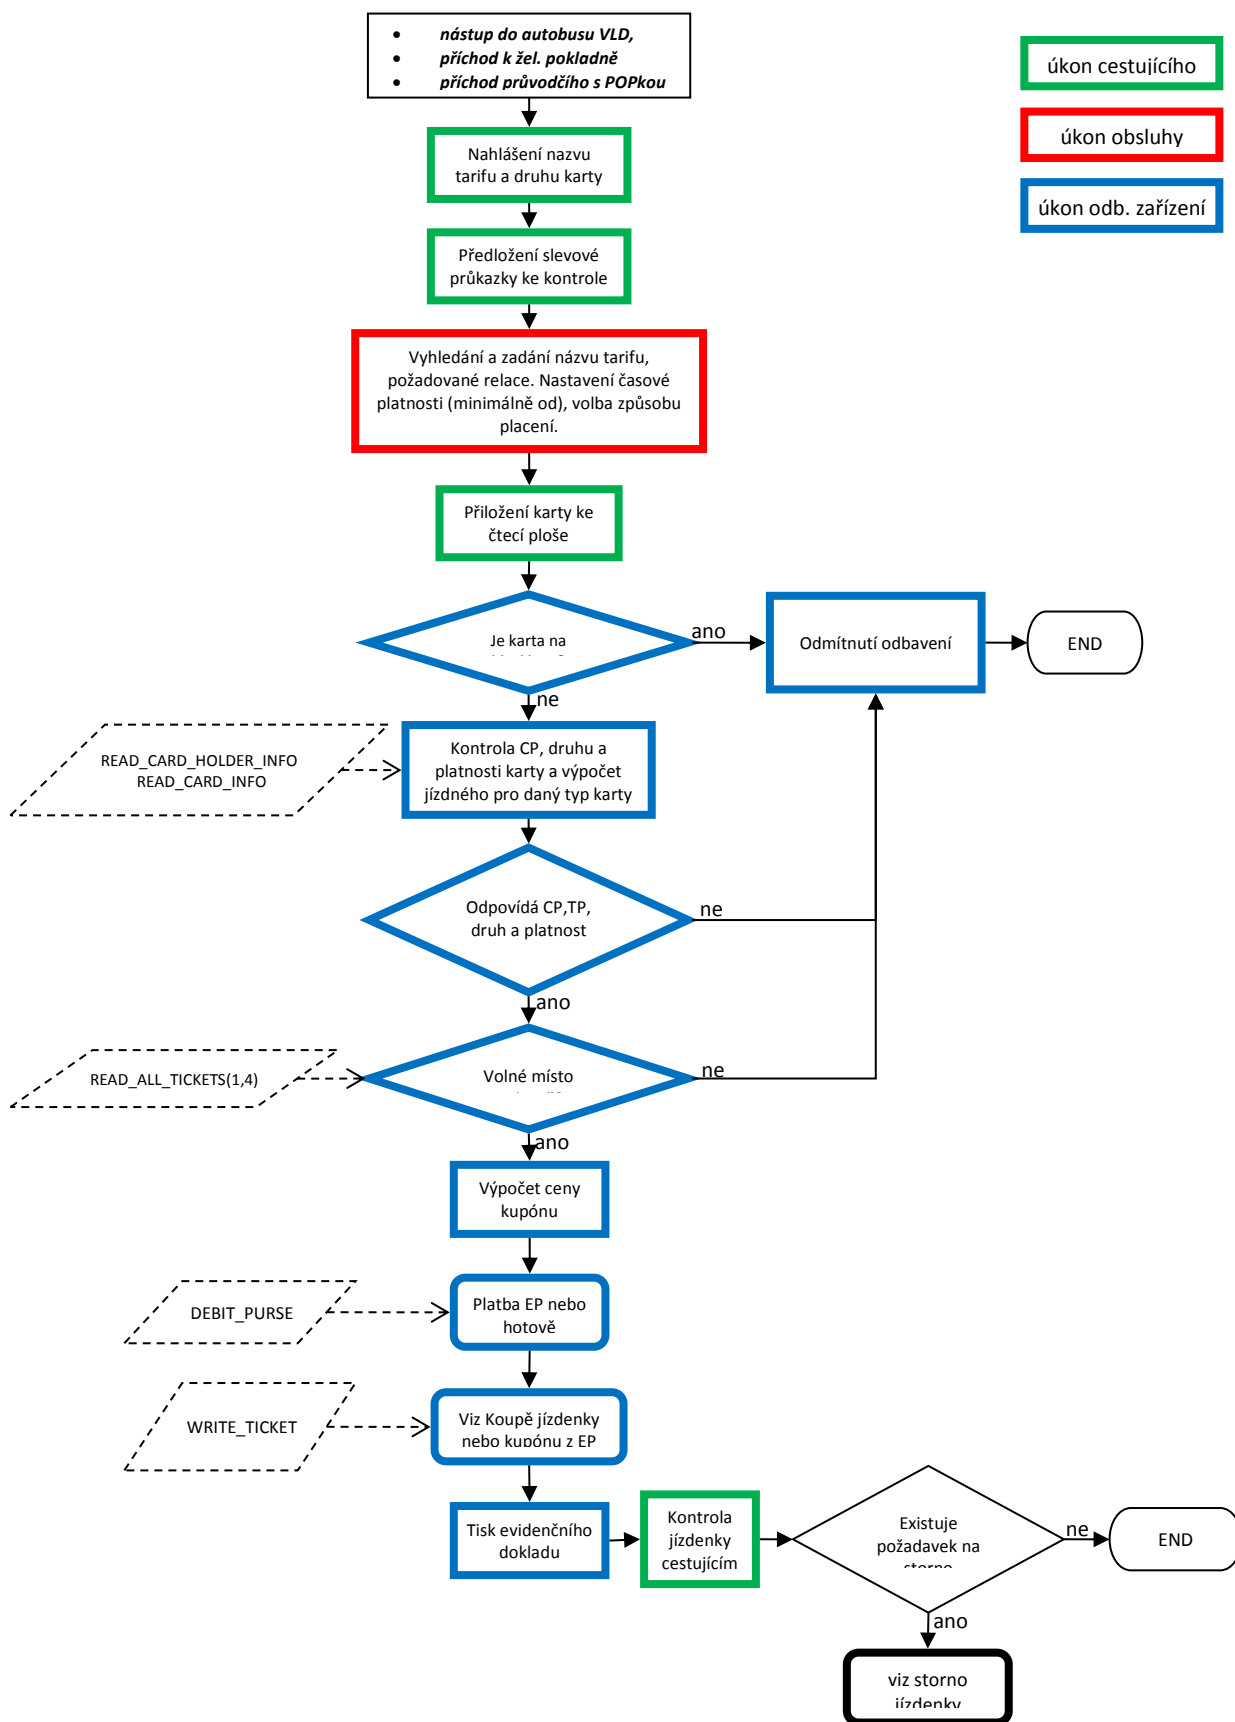 nástup do autobusu VLD,
příchod k žel. pokladně
příchod průvodčího s POPkou
úkon cestujícího
úkon obsluhy
úkon odb. zařízení
Nahlášení nazvu
tarifu a druhu karty
Předložení slevové
průkazky ke kontrole
Vyhledání a zadání názvu tarifu,
požadované relace. Nastavení časové
platnosti (minimálně od), volba způsobu
placení.
Přiložení karty ke
čtecí ploše
Je karta na
ano
Odmítnutí odbavení
END
ne
READ_CARD_HOLDER_INFO
READ_CARD_INFO
Kontrola CP, druhu a
platnosti karty a výpočet
jízdného pro daný typ karty
Odpovídá CP,TP,
druh a platnost
ne
ano
READ_ALL_TICKETS(1,4)
Volné místo
ne
ano
Výpočet ceny
kupónu
DEBIT_PURSE
Platba EP nebo
hotově
WRITE_TICKET
Viz Koupě jízdenky
nebo kupónu z EP
Tisk evidenčního
dokladu
Kontrola
jízdenky
cestujícím
Existuje
požadavek na
storno
ne
END
ano
viz storno
jízdenky